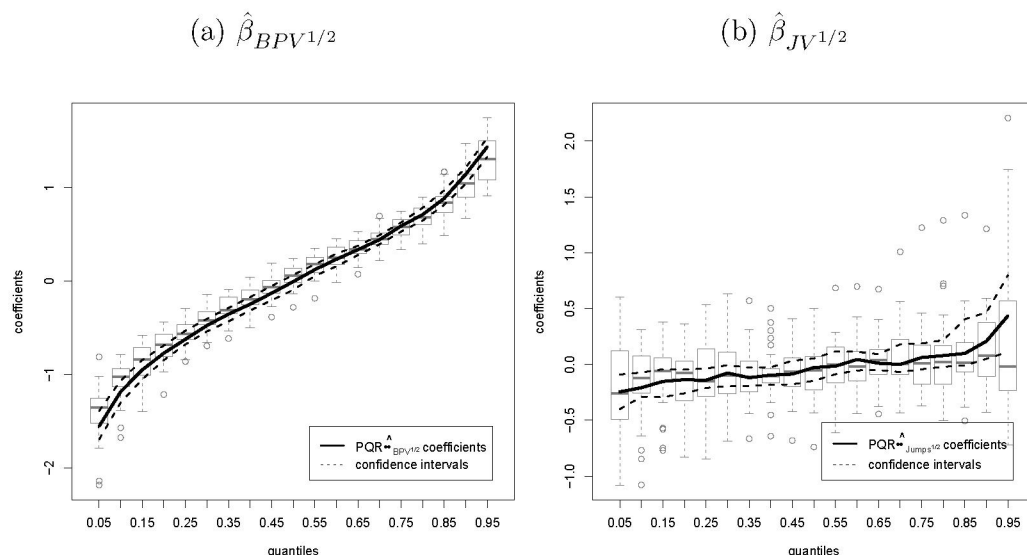 (a) β̂_{BPV^{1/2}}
(b) β̂_{JV^{1/2}}
coefficients
1
0
−1
−2
PQR β̂_{BPV^{1/2}} coefficients
confidence intervals
0.05 0.15 0.25 0.35 0.45 0.55 0.65 0.75 0.85 0.95
quantiles
coefficients
2.0
1.5
1.0
0.5
0.0
−0.5
−1.0
PQR ^_{Jumps^{1/2}} coefficients
confidence intervals
0.05 0.15 0.25 0.35 0.45 0.55 0.65 0.75 0.85 0.95
quantiles